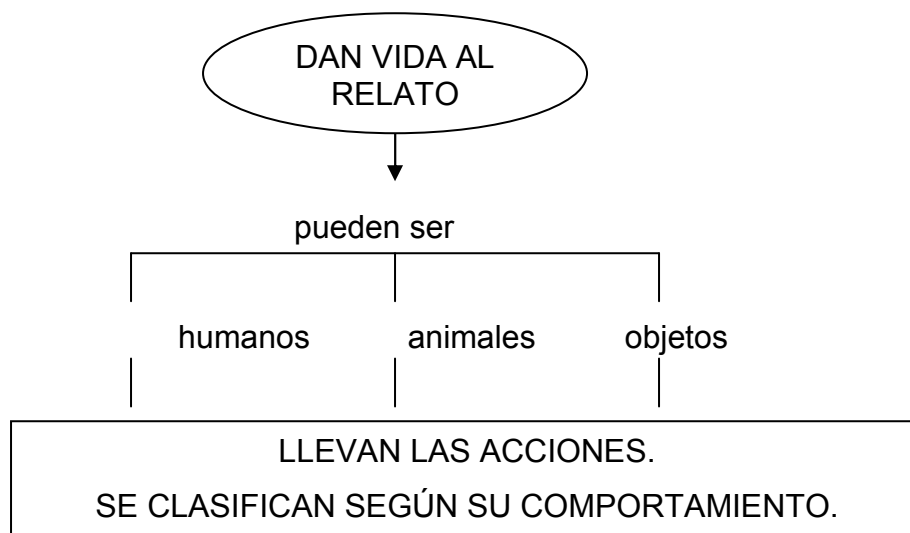 DAN VIDA AL
RELATO
pueden ser
humanos animales objetos
LLEVAN LAS ACCIONES.
SE CLASIFICAN SEGÚN SU COMPORTAMIENTO.